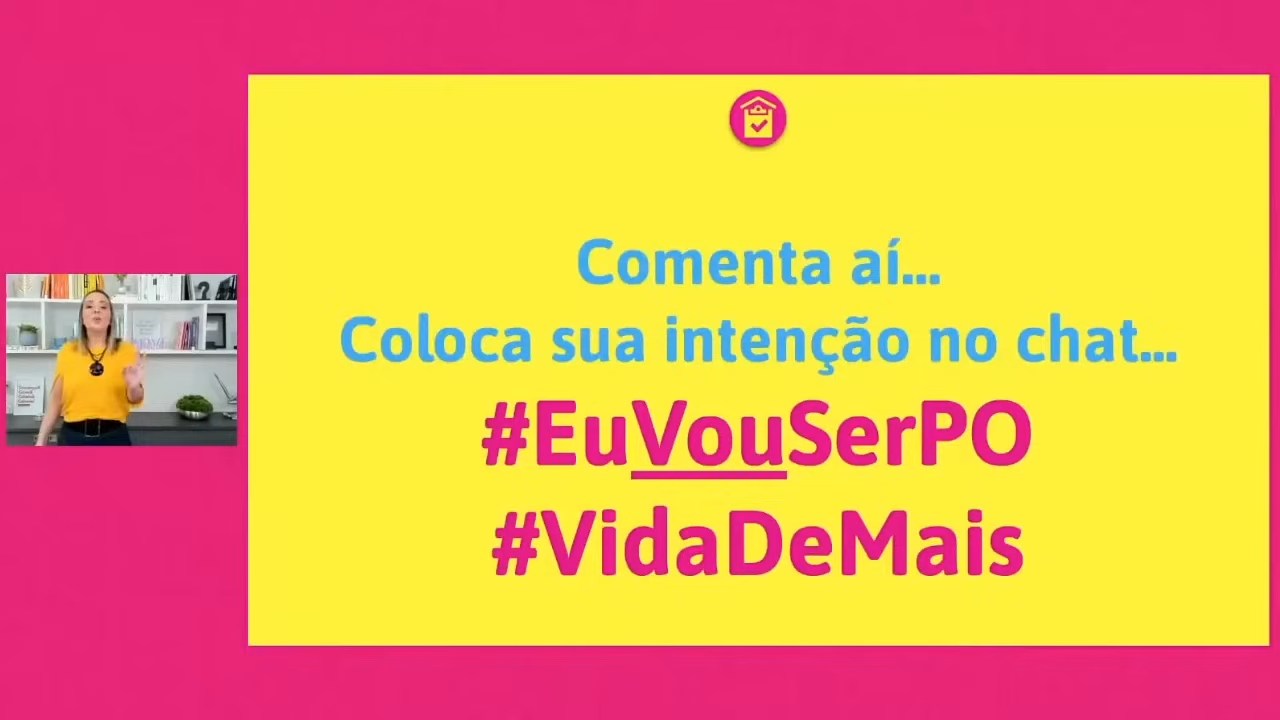 Comenta aí...
Coloca sua intenção no chat...
#EuVouSerPO
#VidaDeMais